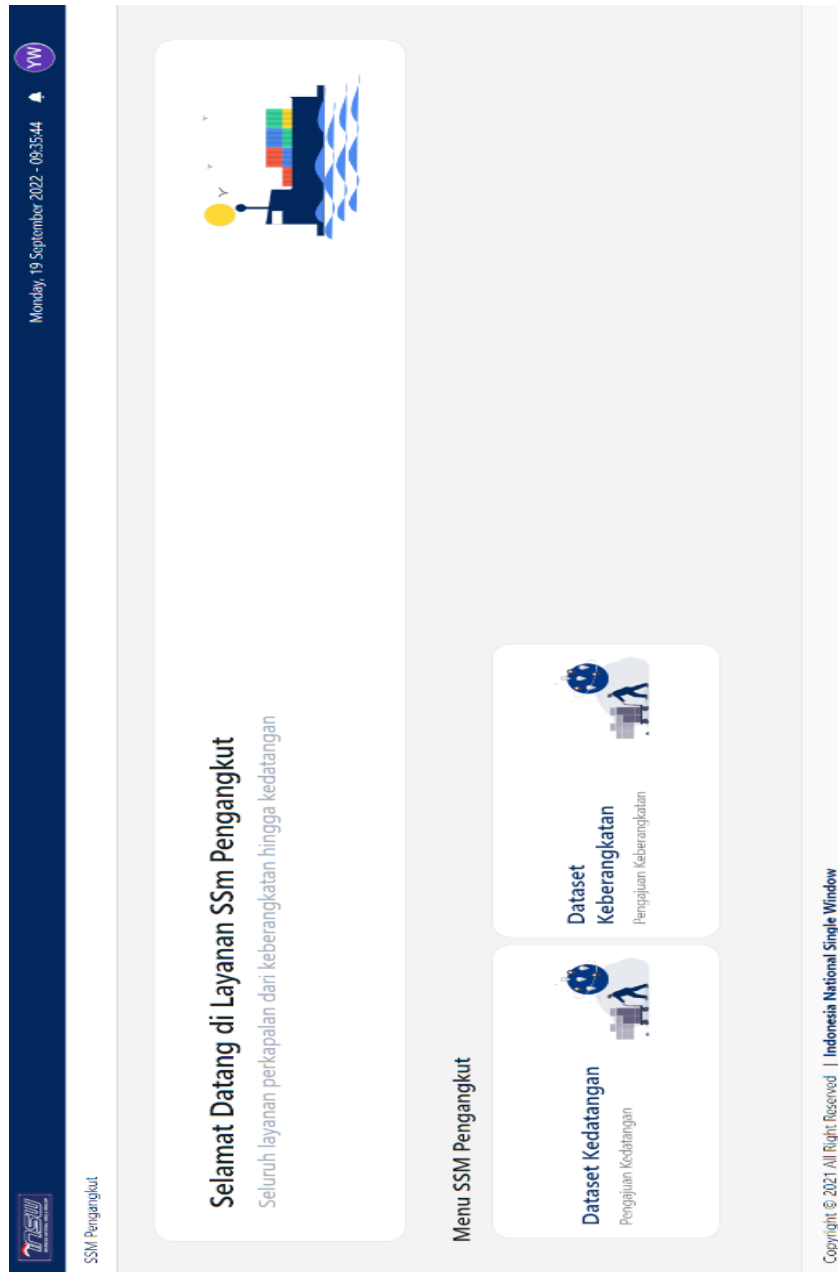 INSW
Monday, 19 September 2022 - 09:35:44
YW
SSM Pengangkut
Selamat Datang di Layanan SSm Pengangkut
Seluruh layanan perkapalan dari keberangkatan hingga kedatangan
Menu SSM Pengangkut
Dataset Kedatangan
Pengajuan Kedatangan
Dataset
Keberangkatan
Pengajuan Keberangkatan
Copyright © 2021 All Right Reserved | Indonesia National Single Window